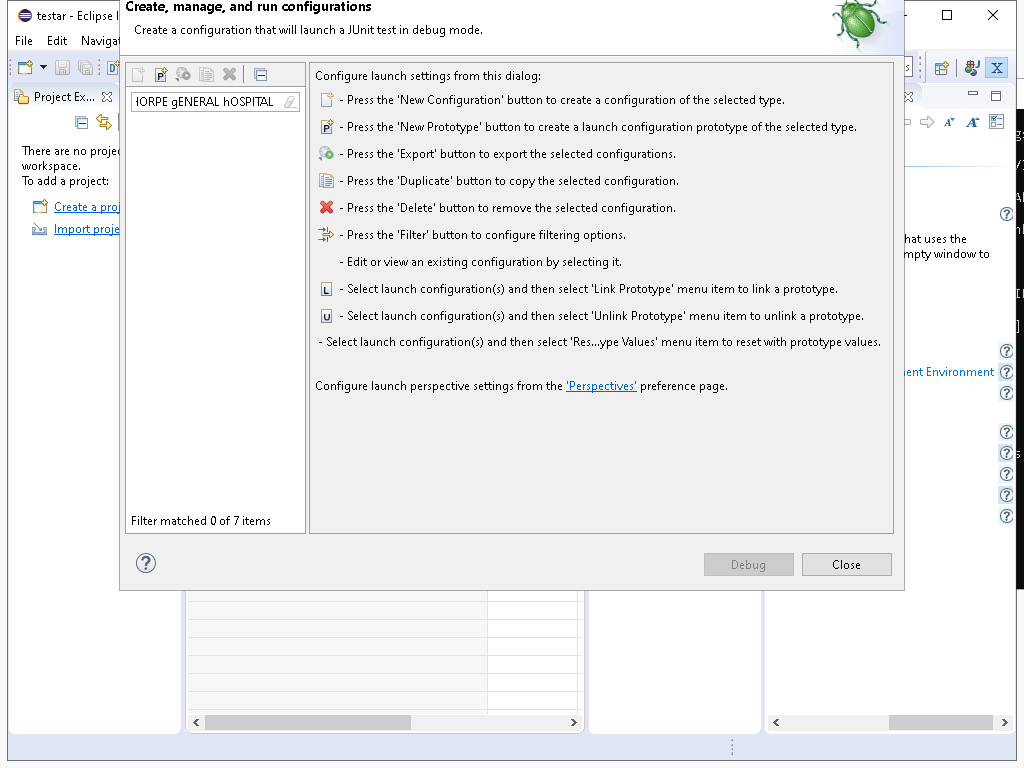 Create, manage, and run configurations
Create a configuration that will launch a JUnit test in debug mode.
testar - Eclipse I
File Edit Navigat
Project Ex...
There are no projec
workspace.
To add a project:
Create a proj
Import proje
HORPE gENERAL hOSPITAL
Filter matched 0 of 7 items
Configure launch settings from this dialog:
- Press the 'New Configuration' button to create a configuration of the selected type.
P - Press the 'New Prototype' button to create a launch configuration prototype of the selected type.
- Press the 'Export' button to export the selected configurations.
- Press the 'Duplicate' button to copy the selected configuration.
- Press the 'Delete' button to remove the selected configuration.
- Press the 'Filter' button to configure filtering options.
- Edit or view an existing configuration by selecting it.
L - Select launch configuration(s) and then select 'Link Prototype' menu item to link a prototype.
U - Select launch configuration(s) and then select 'Unlink Prototype' menu item to unlink a prototype.
- Select launch configuration(s) and then select 'Res...ype Values' menu item to reset with prototype values.
Configure launch perspective settings from the 'Perspectives' preference page.
Debug
Close
hat uses the
mpty window to
ent Environment